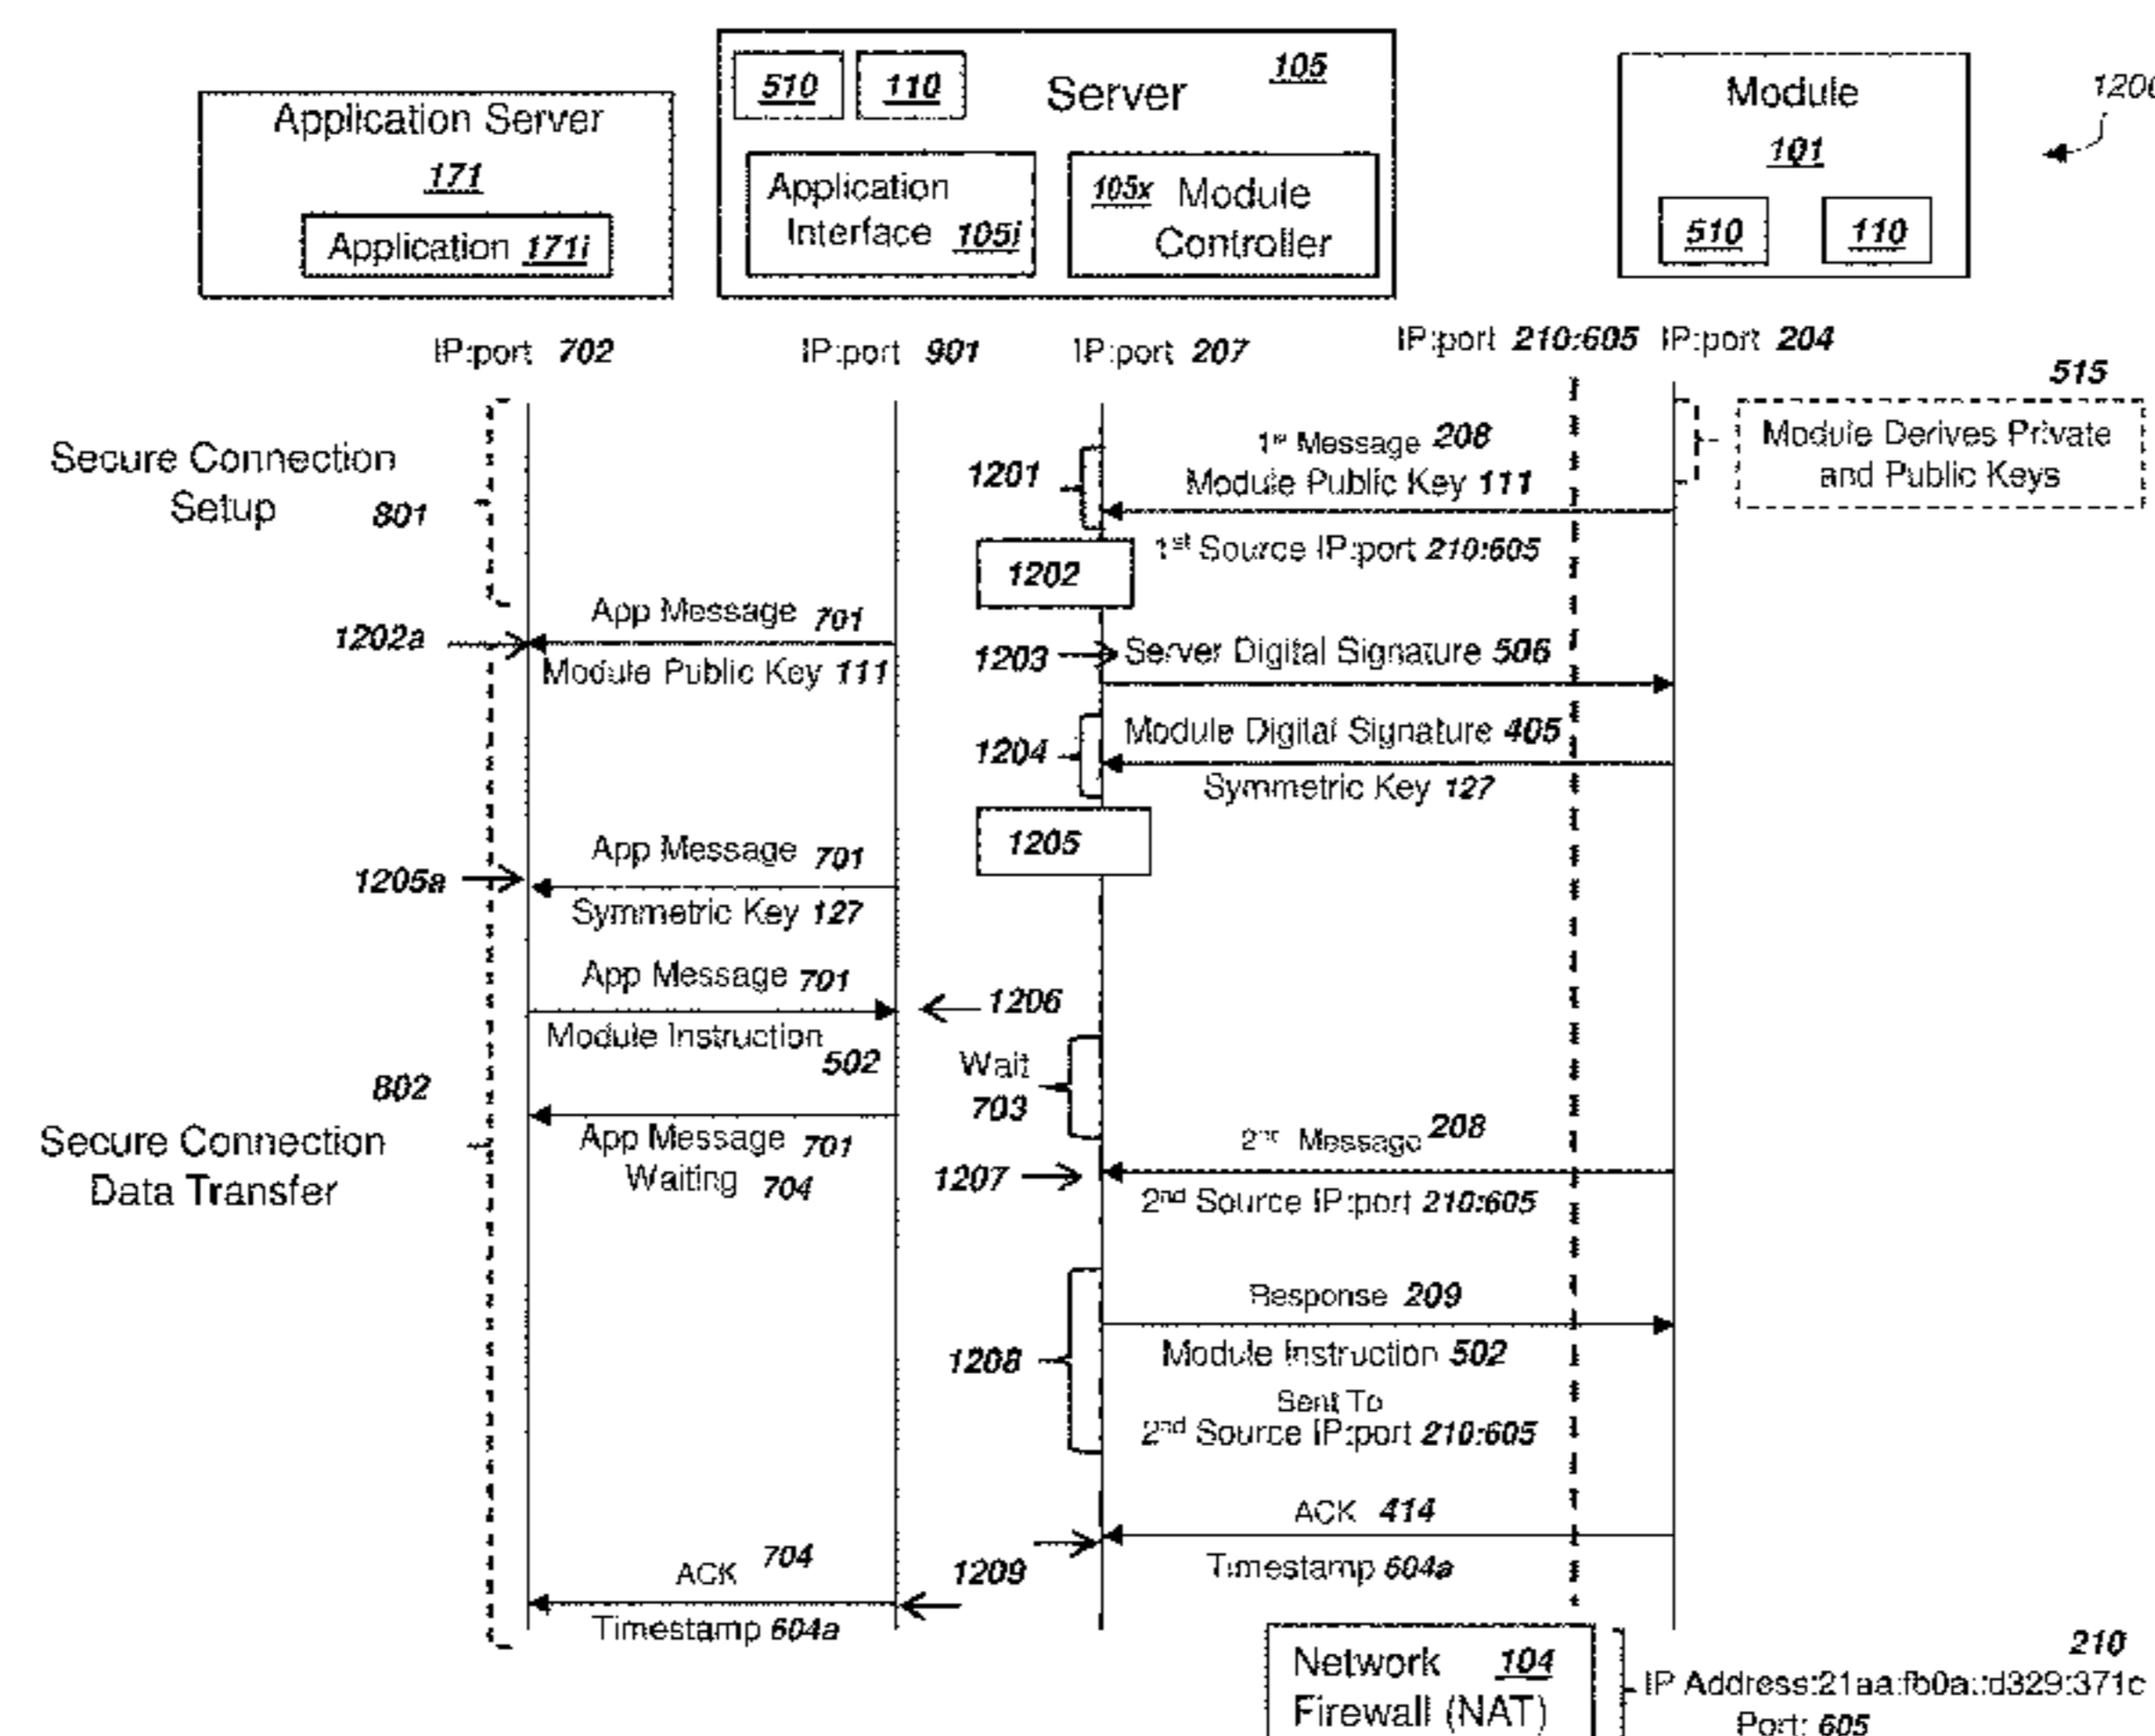 Application Server
171
Application 171i
510 110 Server 105
Application
Interface 105i
105x Module
Controller
Module
101
510 110
1200
IP:port 702
IP:port 901
IP:port 207
IP:port 210:605
IP:port 204
515
Module Derives Private
and Public Keys
Secure Connection
Setup 801
1201
1st Message 208
Module Public Key 111
1st Source IP:port 210:605
1202
App Message 701
1202a
Module Public Key 111
1203
Server Digital Signature 506
1204
Module Digital Signature 405
Symmetric Key 127
1205
App Message 701
1205a
Symmetric Key 127
App Message 701
1206
Module Instruction
502
Wait
703
802
Secure Connection
Data Transfer
App Message 701
Waiting 704
2nd Message 208
1207
2nd Source IP:port 210:605
Response 209
1208
Module Instruction 502
Sent To
2nd Source IP:port 210:605
ACK 414
1209
Timestamp 604a
ACK 704
Timestamp 604a
Network 104
Firewall (NAT)
210
IP Address:21aa:fb0a::d329:371c
Port: 605